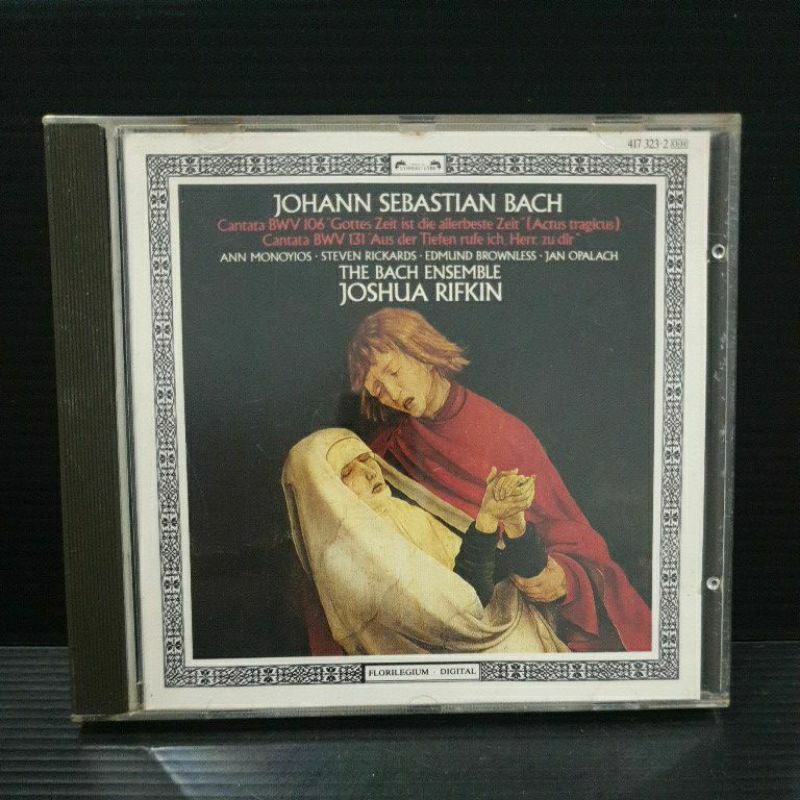 417 323-2
JOHANN SEBASTIAN BACH
Cantata BWV 106 "Gottes Zeit ist die allerbeste Zeit" (Actus tragicus)
Cantata BWV 131 "Aus der Tiefen rufe ich, Herr, zu dir"
ANN MONOYIOS · STEVEN RICKARDS · EDMUND BROWNLESS · JAN OPALACH
THE BACH ENSEMBLE
JOSHUA RIFKIN
FLORILEGIUM · DIGITAL